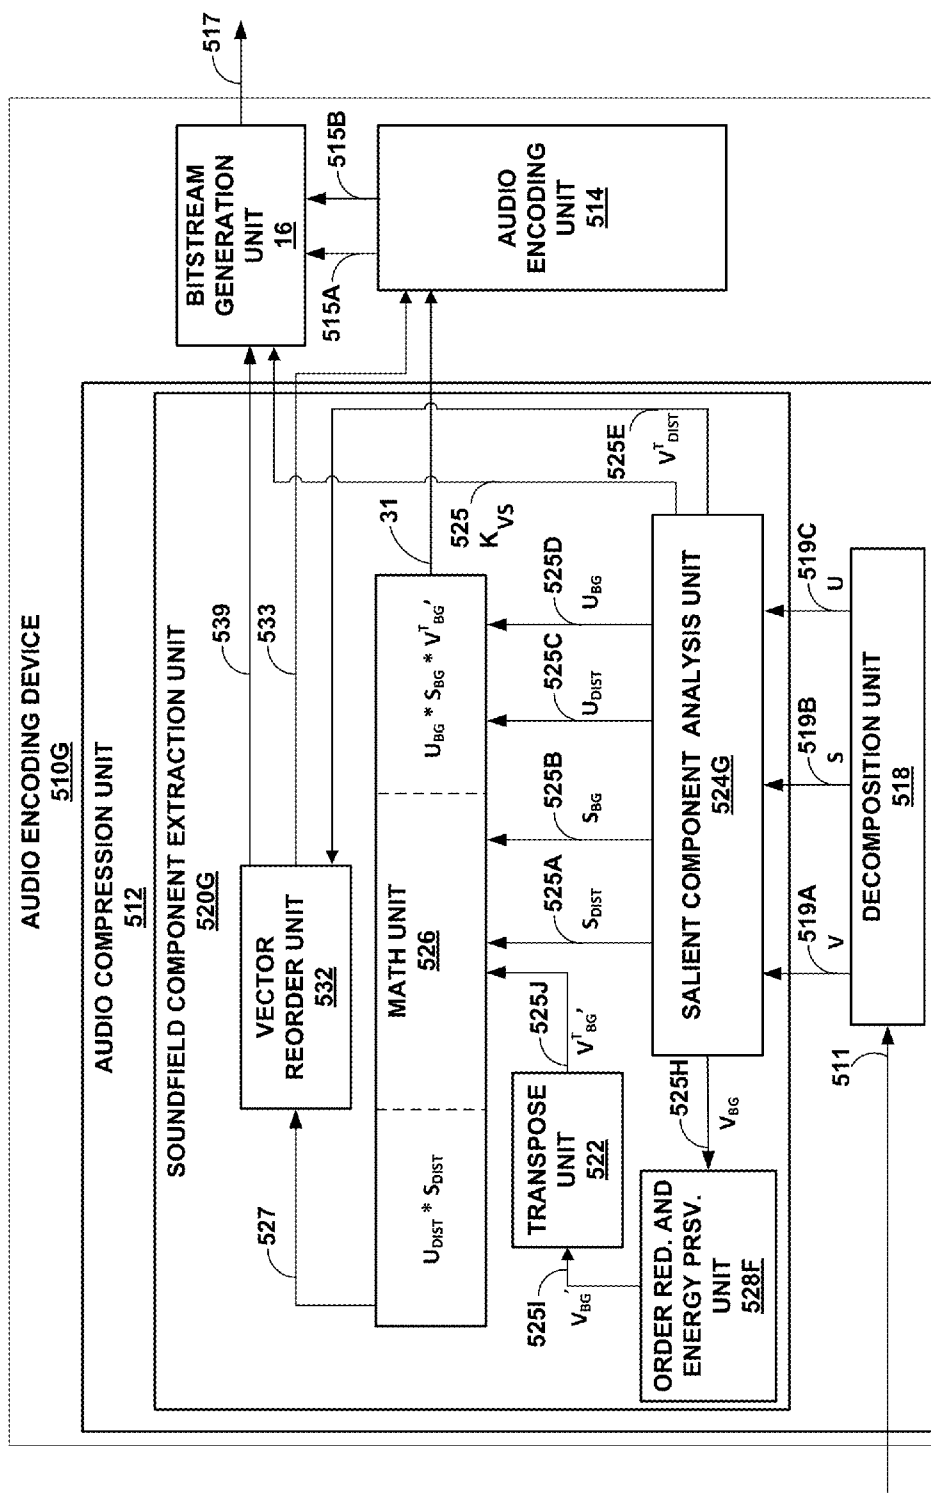 AUDIO ENCODING DEVICE
510G
AUDIO COMPRESSION UNIT
512
SOUNDFIELD COMPONENT EXTRACTION UNIT
520G
539
533
527
VECTOR
REORDER UNIT
532
517
BITSTREAM
GENERATION
UNIT
16
515A
515B
AUDIO
ENCODING
UNIT
514
31
U_DIST * S_DIST
MATH UNIT
526
U_BG * S_BG * V^T_BG'
525I
V_BG'
TRANSPOSE
UNIT
522
525J
V^T_BG'
525A
S_DIST
525B
S_BG
525C
U_DIST
525D
U_BG
525
K_VS
525E
V^T_DIST
ORDER RED. AND
ENERGY PRSV.
UNIT
528F
525H
V_BG
SALIENT COMPONENT ANALYSIS UNIT
524G
519A
V
519B
S
519C
U
511
DECOMPOSITION UNIT
518